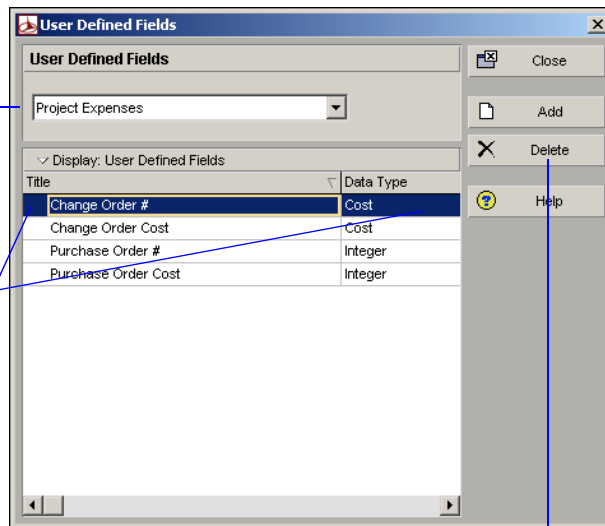 User Defined Fields
User Defined Fields
Close
Project Expenses
Add
Delete
Display: User Defined Fields
Title Data Type
Help
Change Order # Cost
Change Order Cost Cost
Purchase Order # Integer
Purchase Order Cost Integer